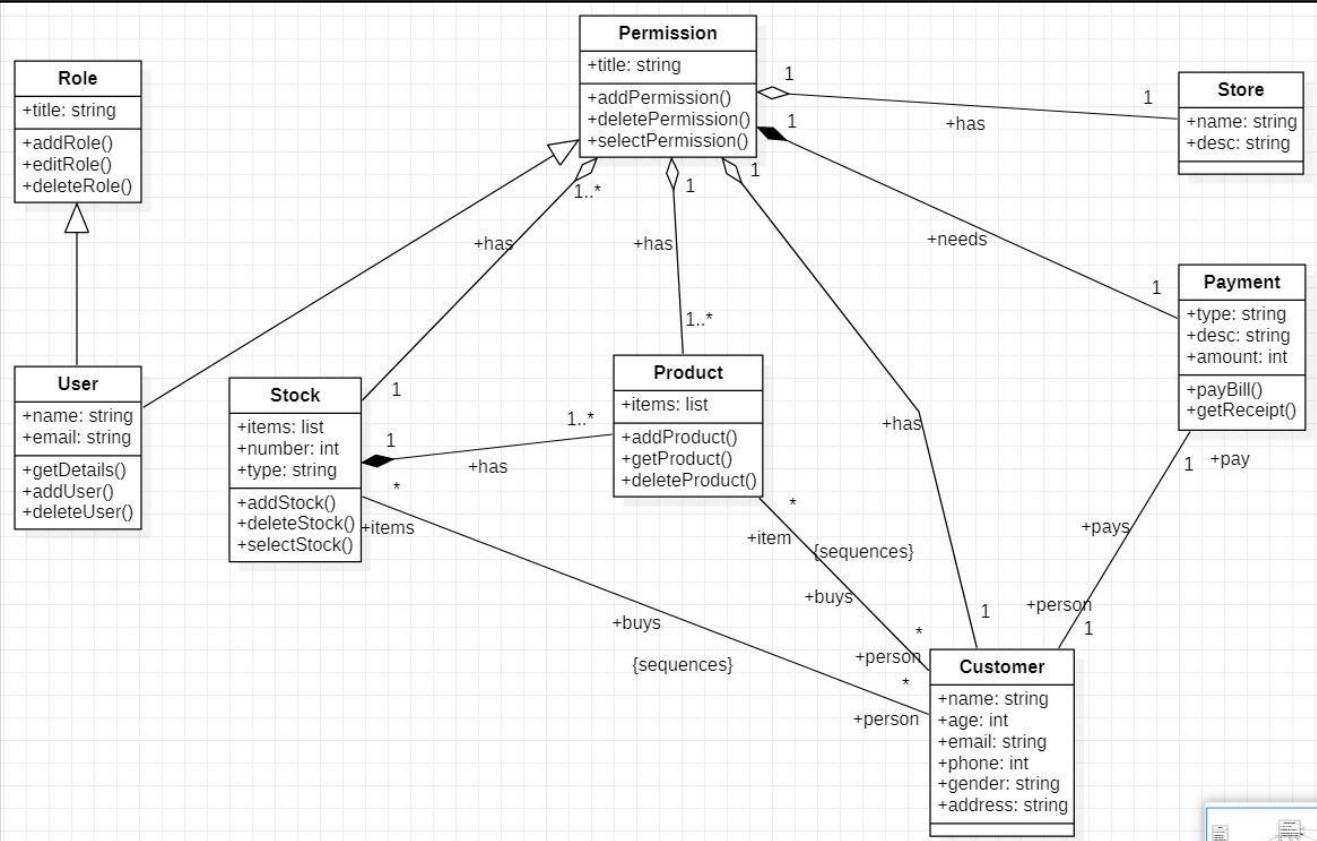 Permission
+title: string
+addPermission()
+deletePermission()
+selectPermission()
Role
+title: string
+addRole()
+editRole()
+deleteRole()
Store
+name: string
+desc: string
1
1
+has
1
1..*
1
1
+has
+has
+needs
1
1..*
Payment
+type: string
+desc: string
+amount: int
+payBill()
+getReceipt()
User
+name: string
+email: string
+getDetails()
+addUser()
+deleteUser()
Stock
+items: list
+number: int
+type: string
+addStock()
+deleteStock()
+selectStock()
1
Product
+items: list
+addProduct()
+getProduct()
+deleteProduct()
1
1..*
+has
+has
1
+pay
*
+items
*
+item
{sequences}
+pays
+buys
+buys
{sequences}
1
+person
1
*
+person
*
+person
Customer
+name: string
+age: int
+email: string
+phone: int
+gender: string
+address: string